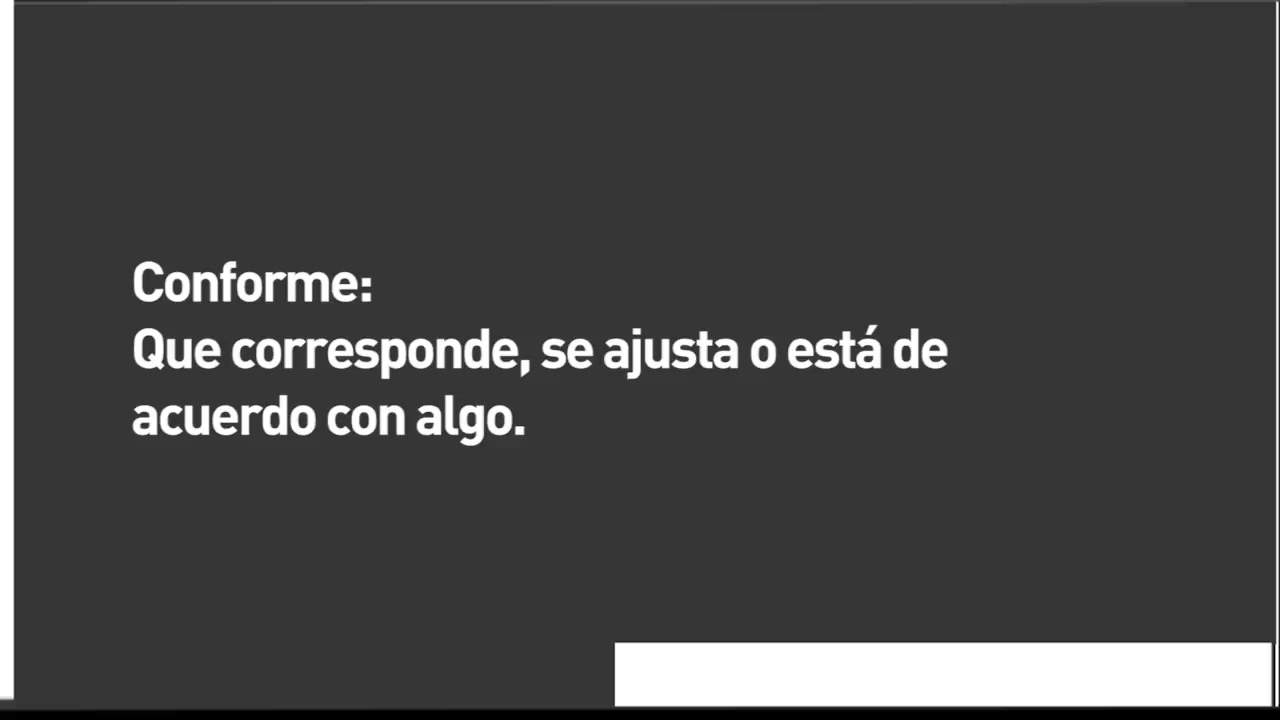 Conforme:
Que corresponde, se ajusta o está de
acuerdo con algo.